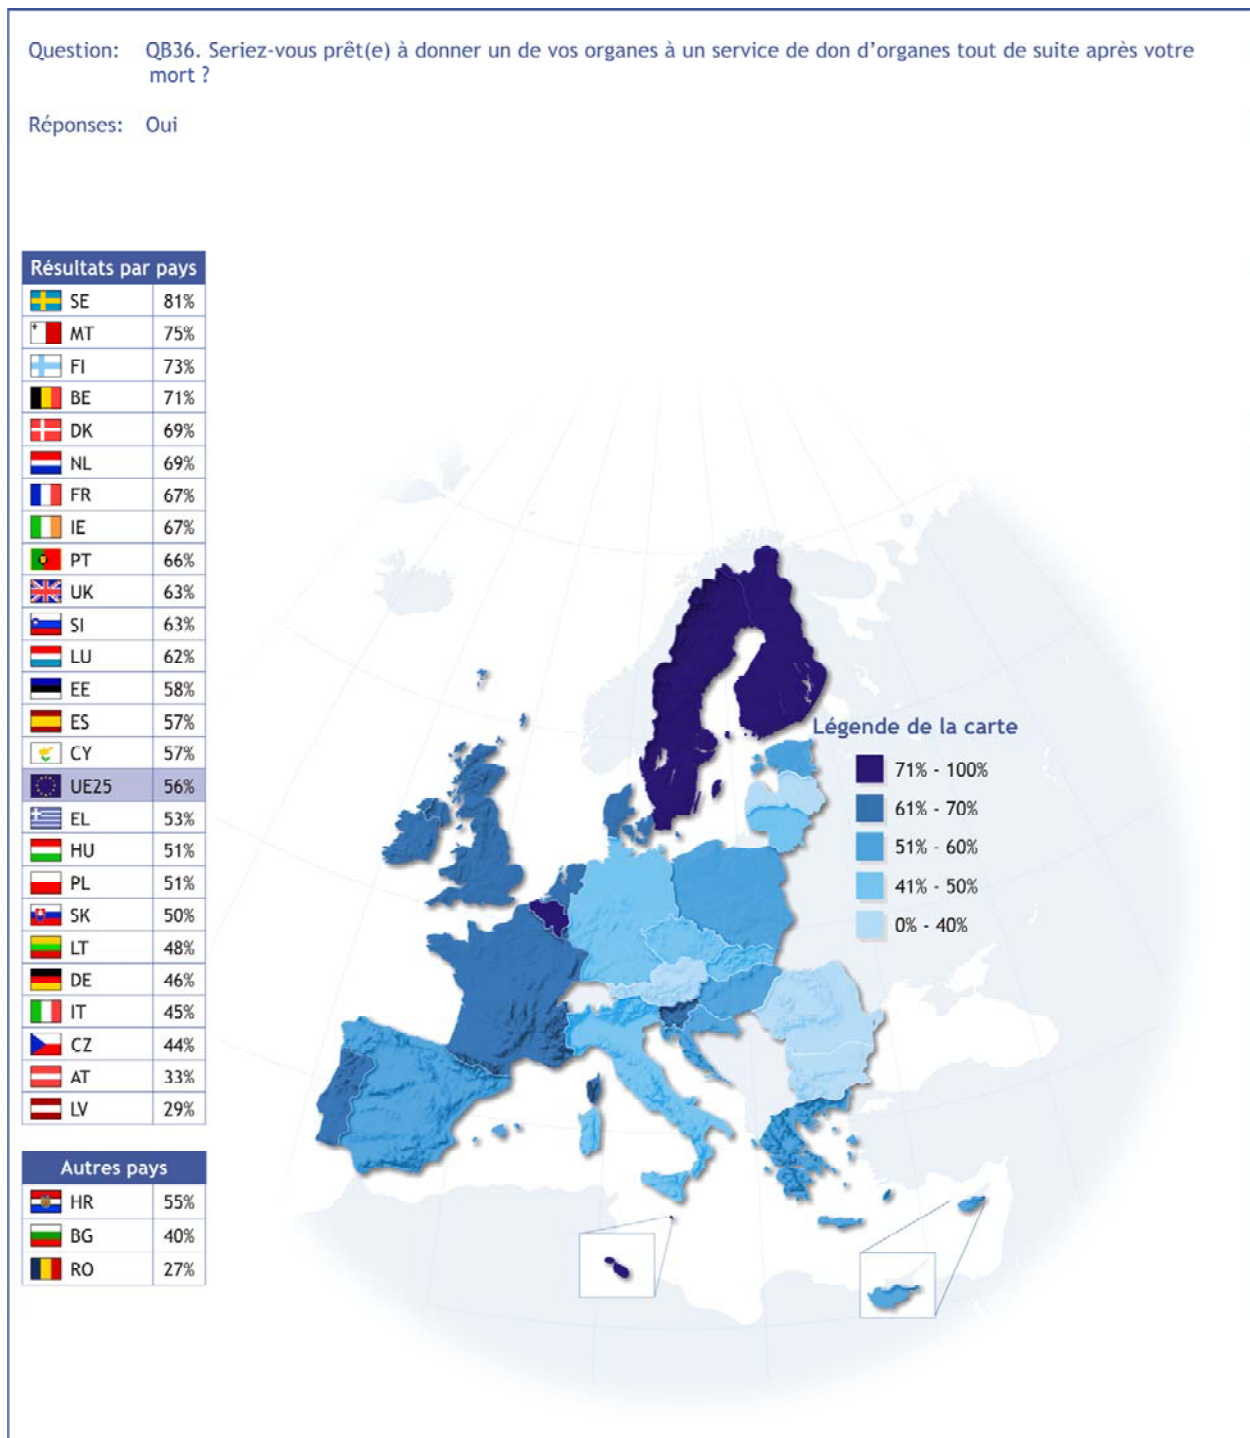 Question: QB36. Seriez-vous prêt(e) à donner un de vos organes à un service de don d'organes tout de suite après votre
mort ?
Réponses: Oui
Résultats par pays
SE 81%
MT 75%
FI 73%
BE 71%
DK 69%
NL 69%
FR 67%
IE 67%
PT 66%
UK 63%
SI 63%
LU 62%
EE 58%
ES 57%
CY 57%
UE25 56%
EL 53%
HU 51%
PL 51%
SK 50%
LT 48%
DE 46%
IT 45%
CZ 44%
AT 33%
LV 29%
Autres pays
HR 55%
BG 40%
RO 27%
Légende de la carte
71% - 100%
61% - 70%
51% - 60%
41% - 50%
0% - 40%